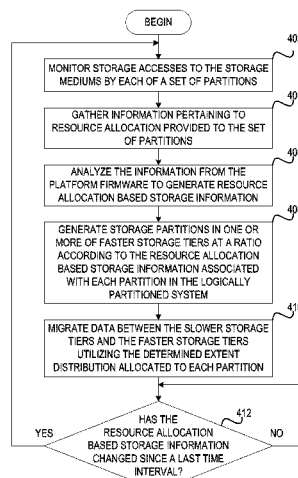 BEGIN
MONITOR STORAGE ACCESSES TO THE STORAGE
MEDIUMS BY EACH OF A SET OF PARTITIONS
GATHER INFORMATION PERTAINING TO
RESOURCE ALLOCATION PROVIDED TO THE SET
OF PARTITIONS
ANALYZE THE INFORMATION FROM THE
PLATFORM FIRMWARE TO GENERATE RESOURCE
ALLOCATION BASED STORAGE INFORMATION
GENERATE STORAGE PARTITIONS IN ONE OR
MORE OF FASTER STORAGE TIERS AT A RATIO
ACCORDING TO THE RESOURCE ALLOCATION
BASED STORAGE INFORMATION ASSOCIATED
WITH EACH PARTITION IN THE LOGICALLY
PARTITIONED SYSTEM
MIGRATE DATA BETWEEN THE SLOWER STORAGE
TIERS AND THE FASTER STORAGE TIERS
UTILIZING THE DETERMINED EXTENT
DISTRIBUTION ALLOCATED TO EACH PARTITION
412
HAS THE
YES RESOURCE ALLOCATION NO
BASED STORAGE INFORMATION
CHANGED SINCE A LAST TIME
INTERVAL?